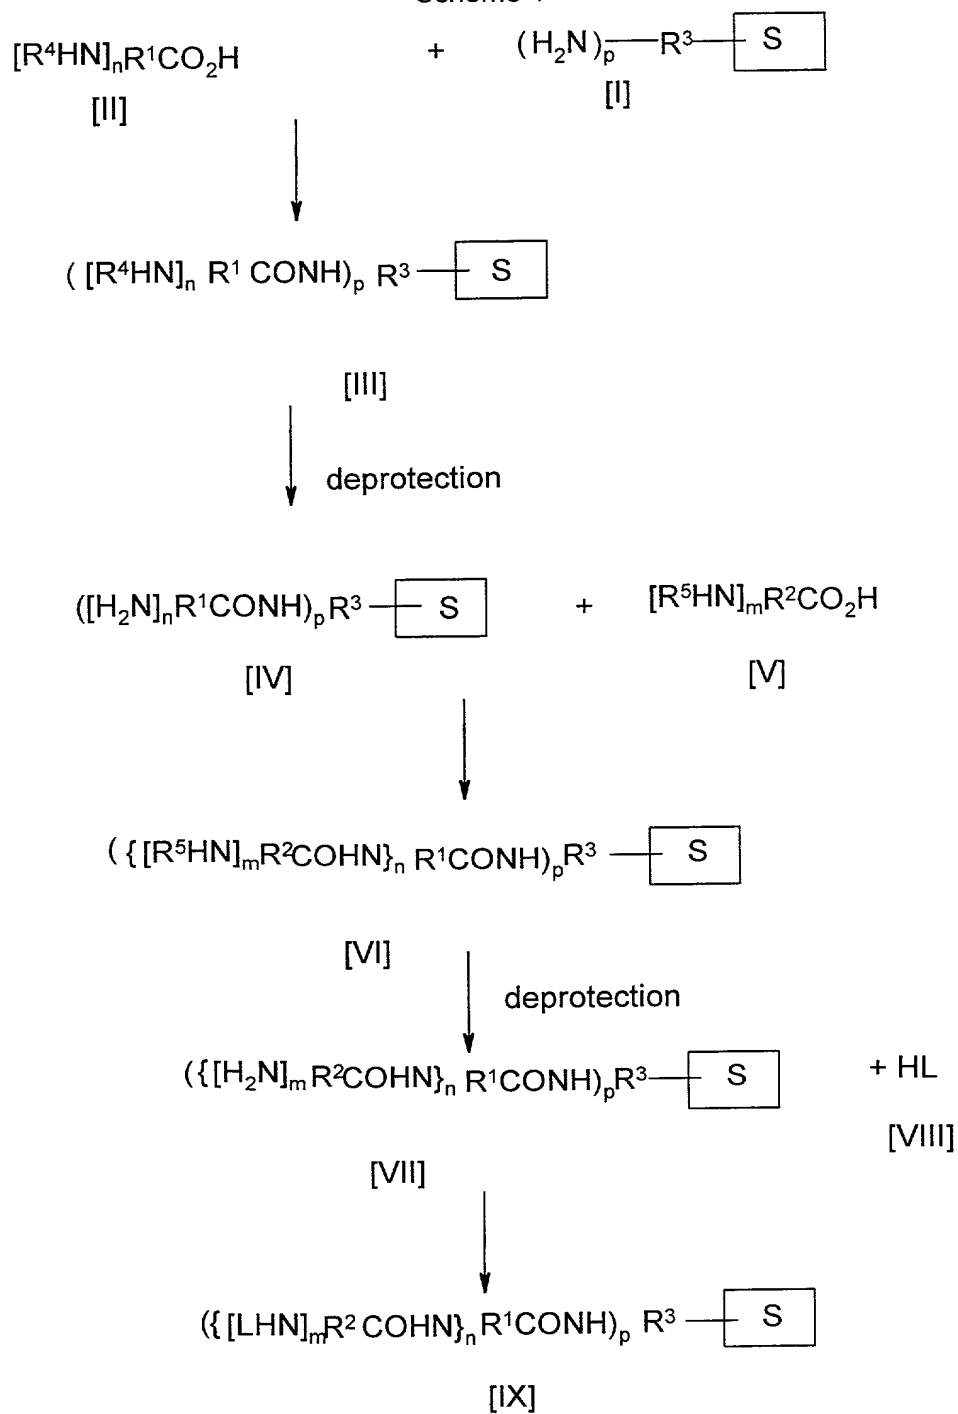 [R⁴HN]ₙR¹CO₂H + (H₂N)ₚ R³ S
[II] [I]
( [R⁴HN]ₙ R¹ CONH)ₚ R³ S
[III]
deprotection
([H₂N]ₙR¹CONH)ₚR³ S + [R⁵HN]ₘR²CO₂H
[IV] [V]
({[R⁵HN]ₘR²COHN}ₙ R¹CONH)ₚR³ S
[VI]
deprotection
({[H₂N]ₘR²COHN}ₙ R¹CONH)ₚR³ S + HL
[VIII]
[VII]
({[LHN]ₘR² COHN}ₙR¹CONH)ₚ R³ S
[IX]